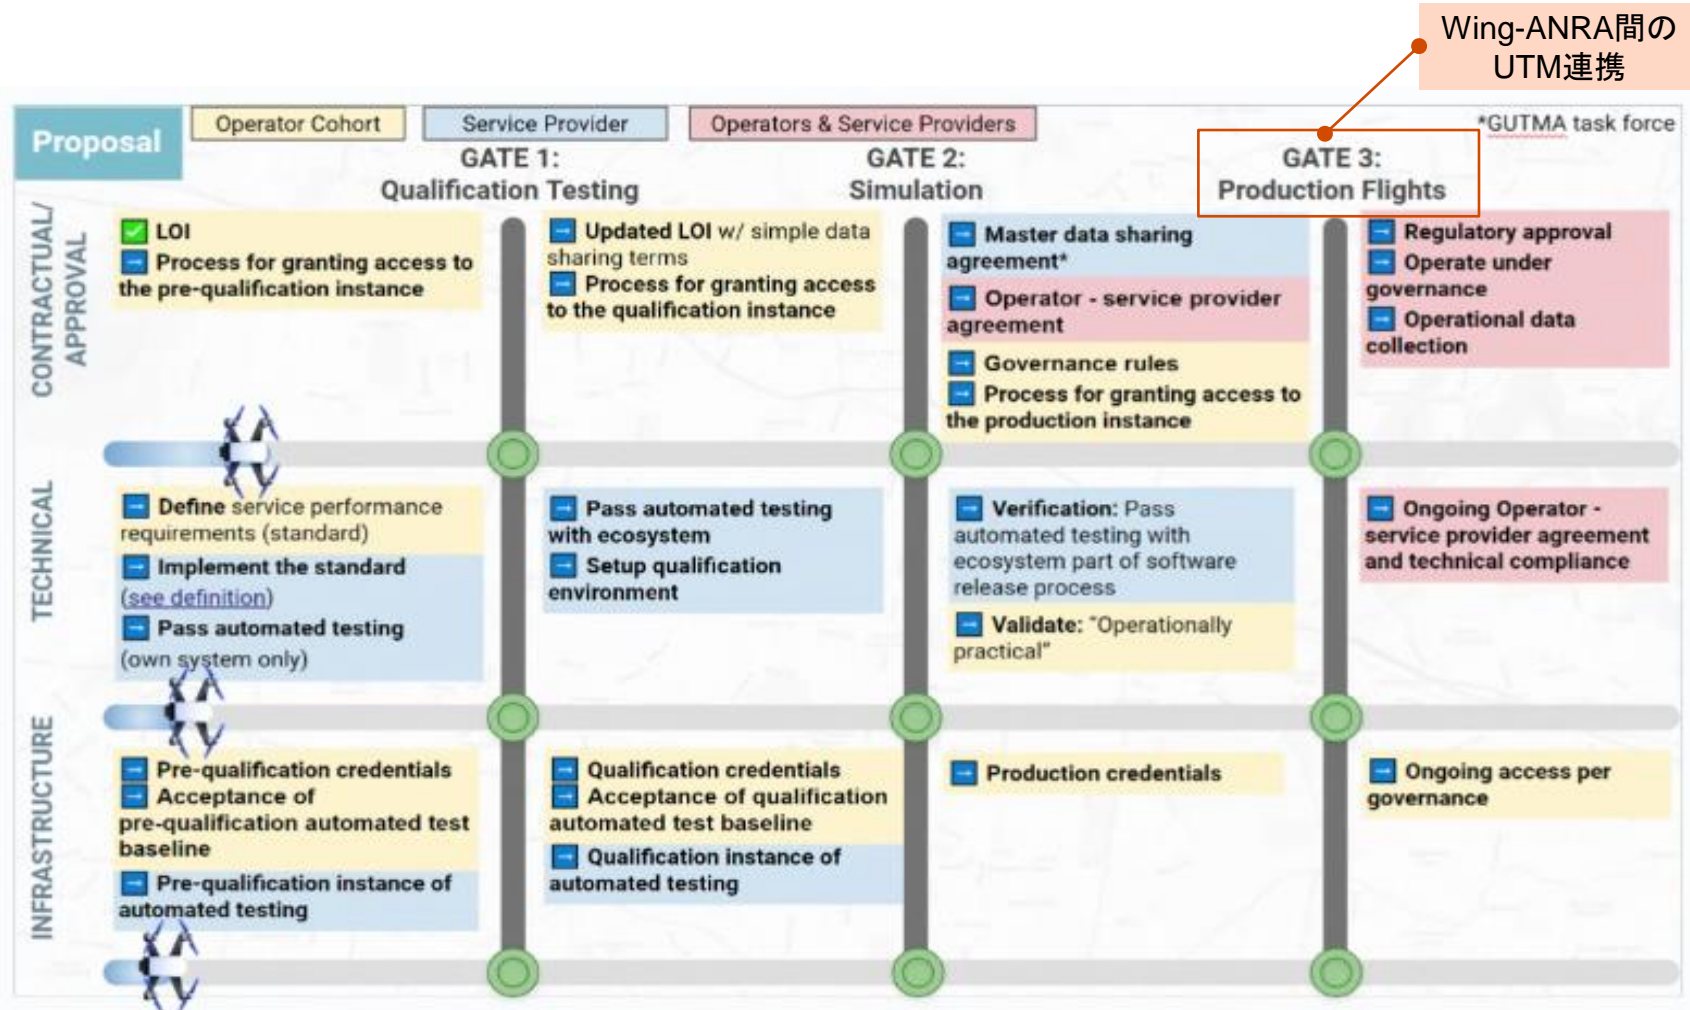 Wing-ANRA間の
UTM連携
Proposal
Operator Cohort
Service Provider
Operators & Service Providers
*GUTMA task force
GATE 1:
Qualification Testing
GATE 2:
Simulation
GATE 3:
Production Flights
CONTRACTUAL/
APPROVAL
LOI
Process for granting access to
the pre-qualification instance
Updated LOI w/ simple data
sharing terms
Process for granting access
to the qualification instance
Master data sharing
agreement*
Operator - service provider
agreement
Governance rules
Process for granting access to
the production instance
Regulatory approval
Operate under
governance
Operational data
collection
TECHNICAL
Define service performance
requirements (standard)
Implement the standard
(see definition)
Pass automated testing
(own system only)
Pass automated testing
with ecosystem
Setup qualification
environment
Verification: Pass
automated testing with
ecosystem part of software
release process
Validate: “Operationally
practical”
Ongoing Operator -
service provider agreement
and technical compliance
INFRASTRUCTURE
Pre-qualification credentials
Acceptance of
pre-qualification automated test
baseline
Pre-qualification instance of
automated testing
Qualification credentials
Acceptance of qualification
automated test baseline
Qualification instance of
automated testing
Production credentials
Ongoing access per
governance